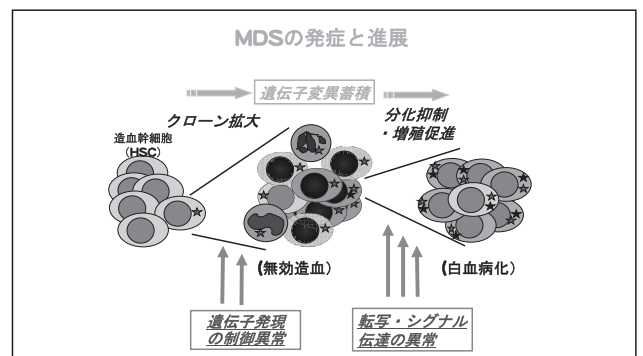 MDSの発症と進展
遺伝子変異蓄積
クローン拡大
分化抑制
・増殖促進
造血幹細胞
(HSC)
(無効造血)
(白血病化)
遺伝子発現
の制御異常
転写・シグナル
伝達の異常